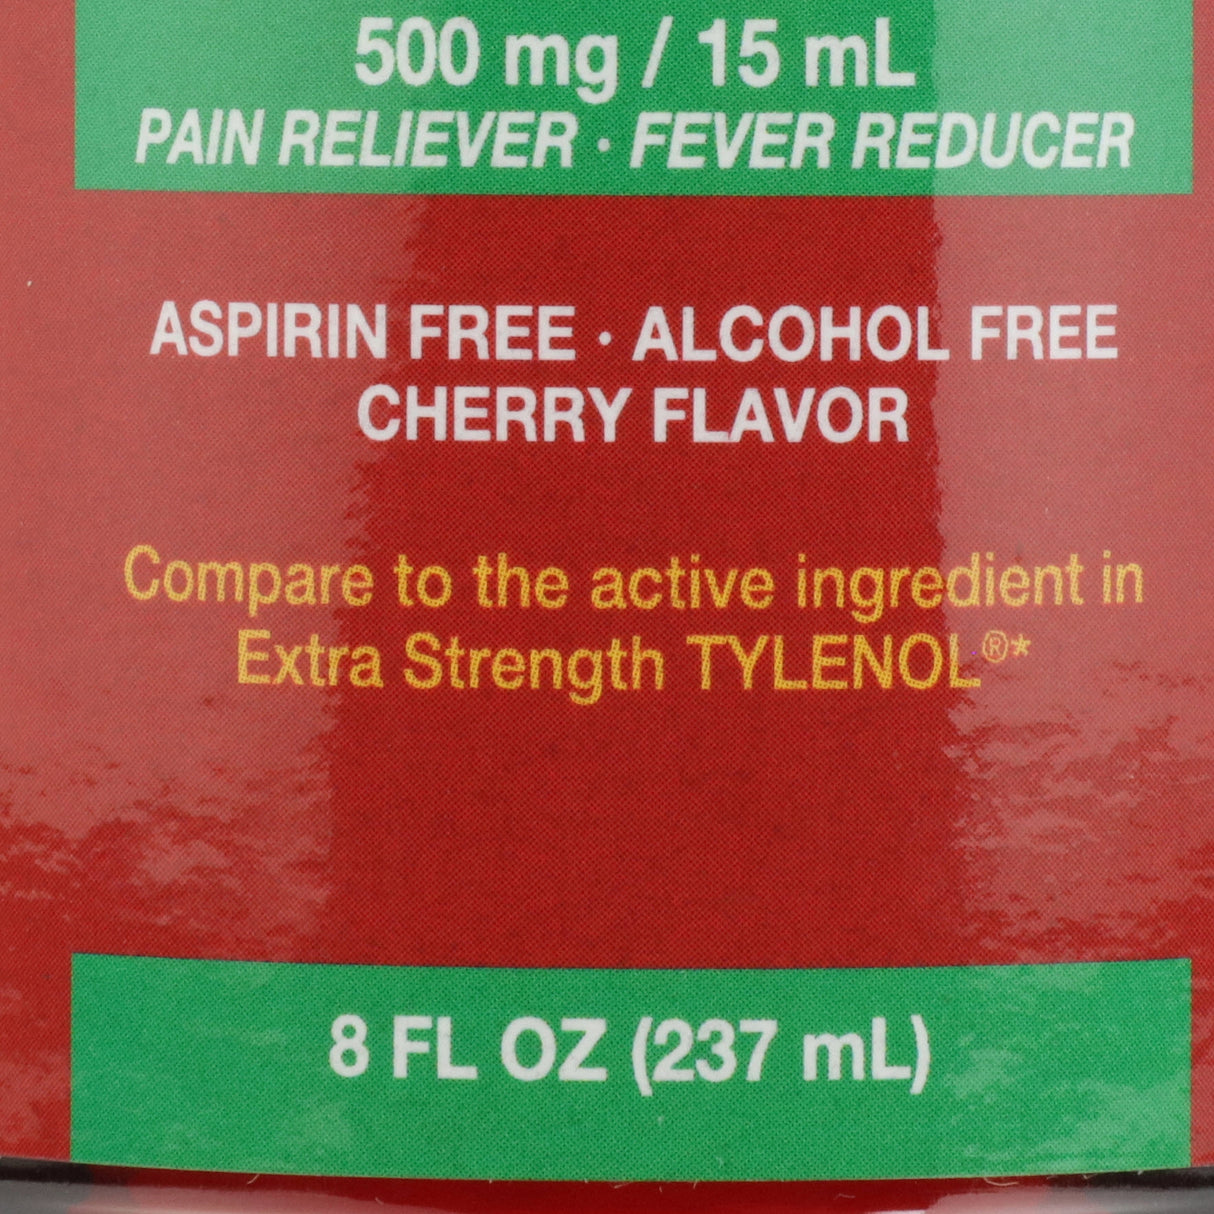 500 mg / 15 mL
PAIN RELIEVER · FEVER REDUCER
ASPIRIN FREE · ALCOHOL FREE
CHERRY FLAVOR
Compare to the active ingredient in
Extra Strength TYLENOL®*
8 FL OZ (237 mL)